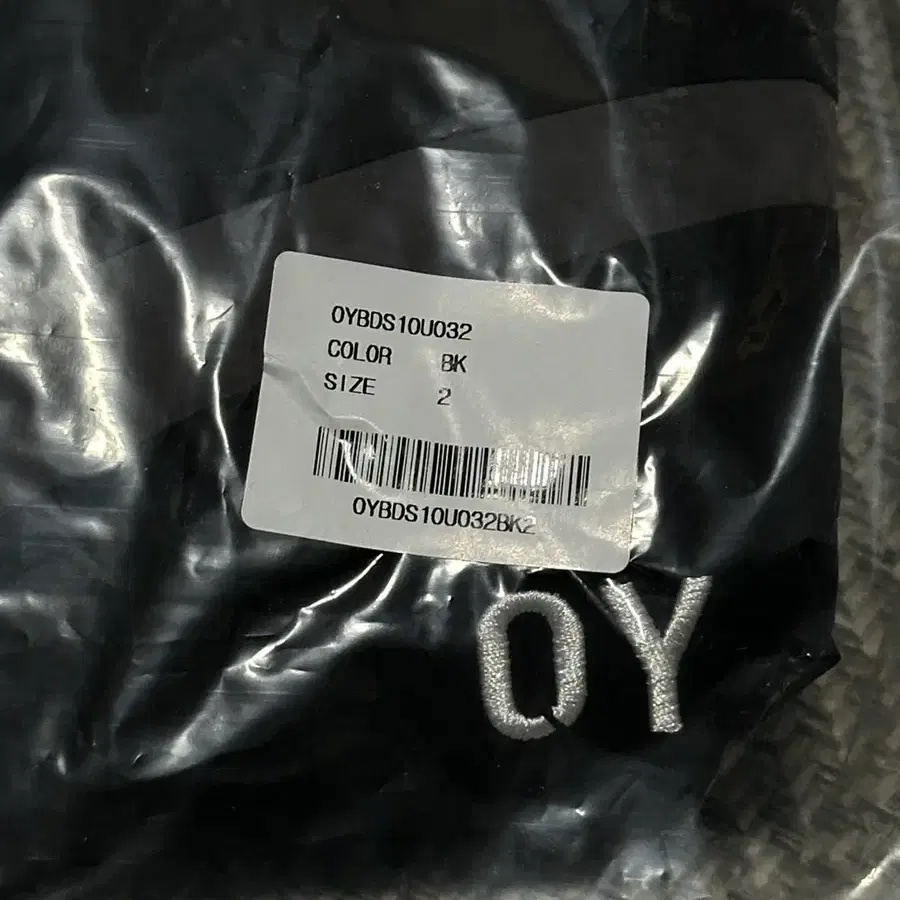 OYBDS10U032
COLOR BK
SIZE 2
OYBDS10U032BK2
OY